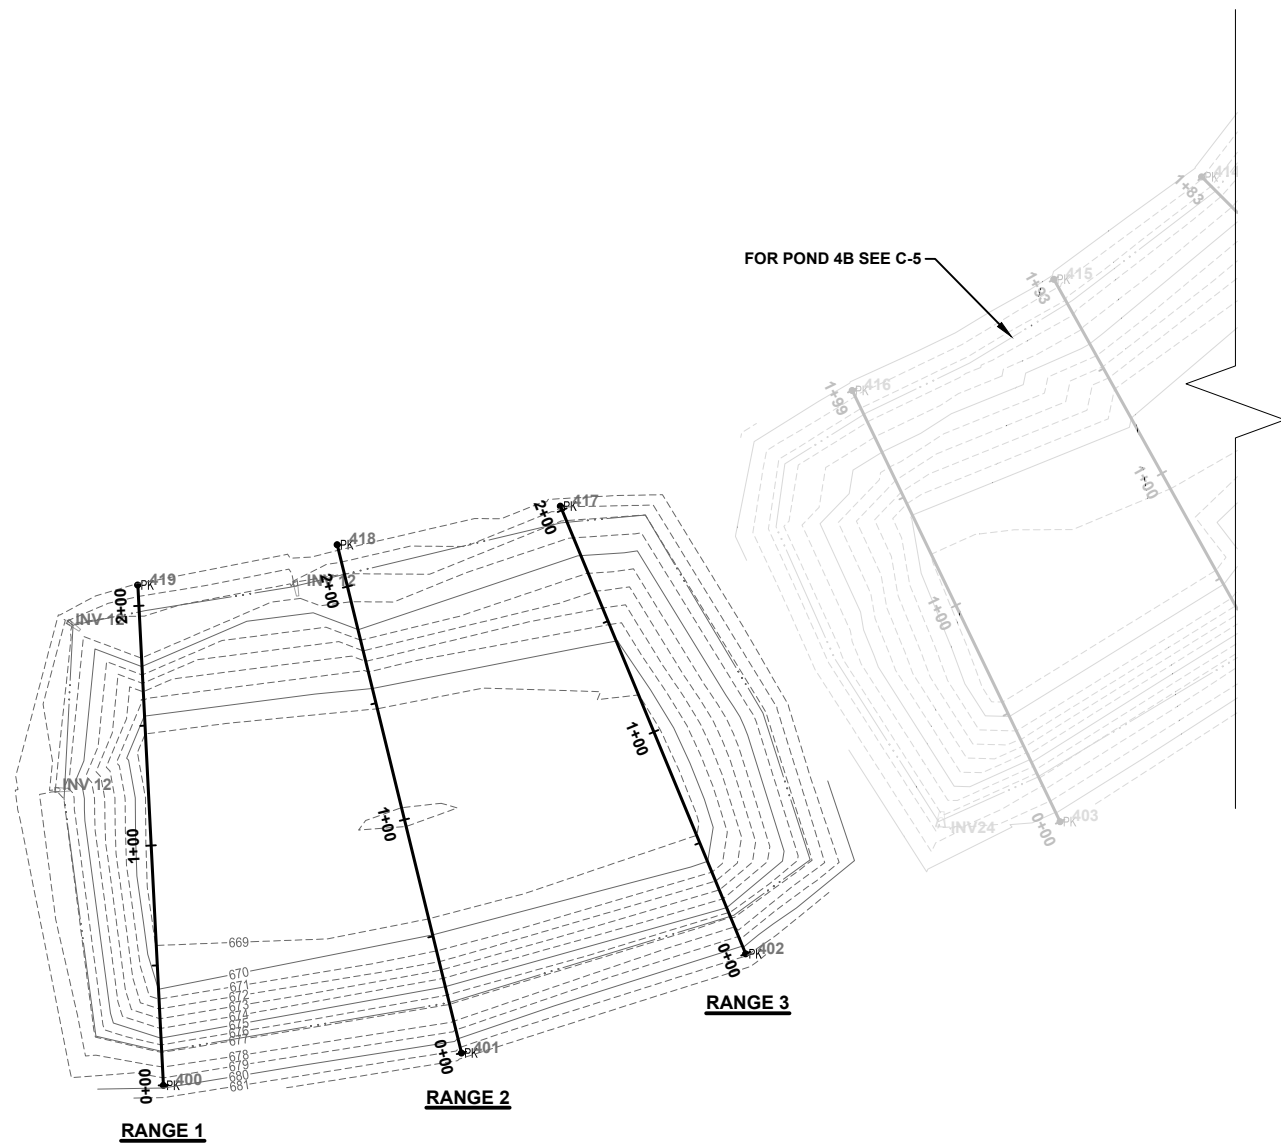 414
PK
1+83
FOR POND 4B SEE C-5
415
PK
1+93
416
PK
1+99
1+00
417
PK
2+00
418
PK
419
PK
2+00
INV 12
2+00
INV 12
1+00
1+00
INV 12
1+00
1+00
INV24
403
PK
0+00
669
402
PK
0+00
670
671
672
673
674
675
676
677
678
679
680
681
RANGE 3
401
PK
0+00
400
PK
0+00
RANGE 2
RANGE 1